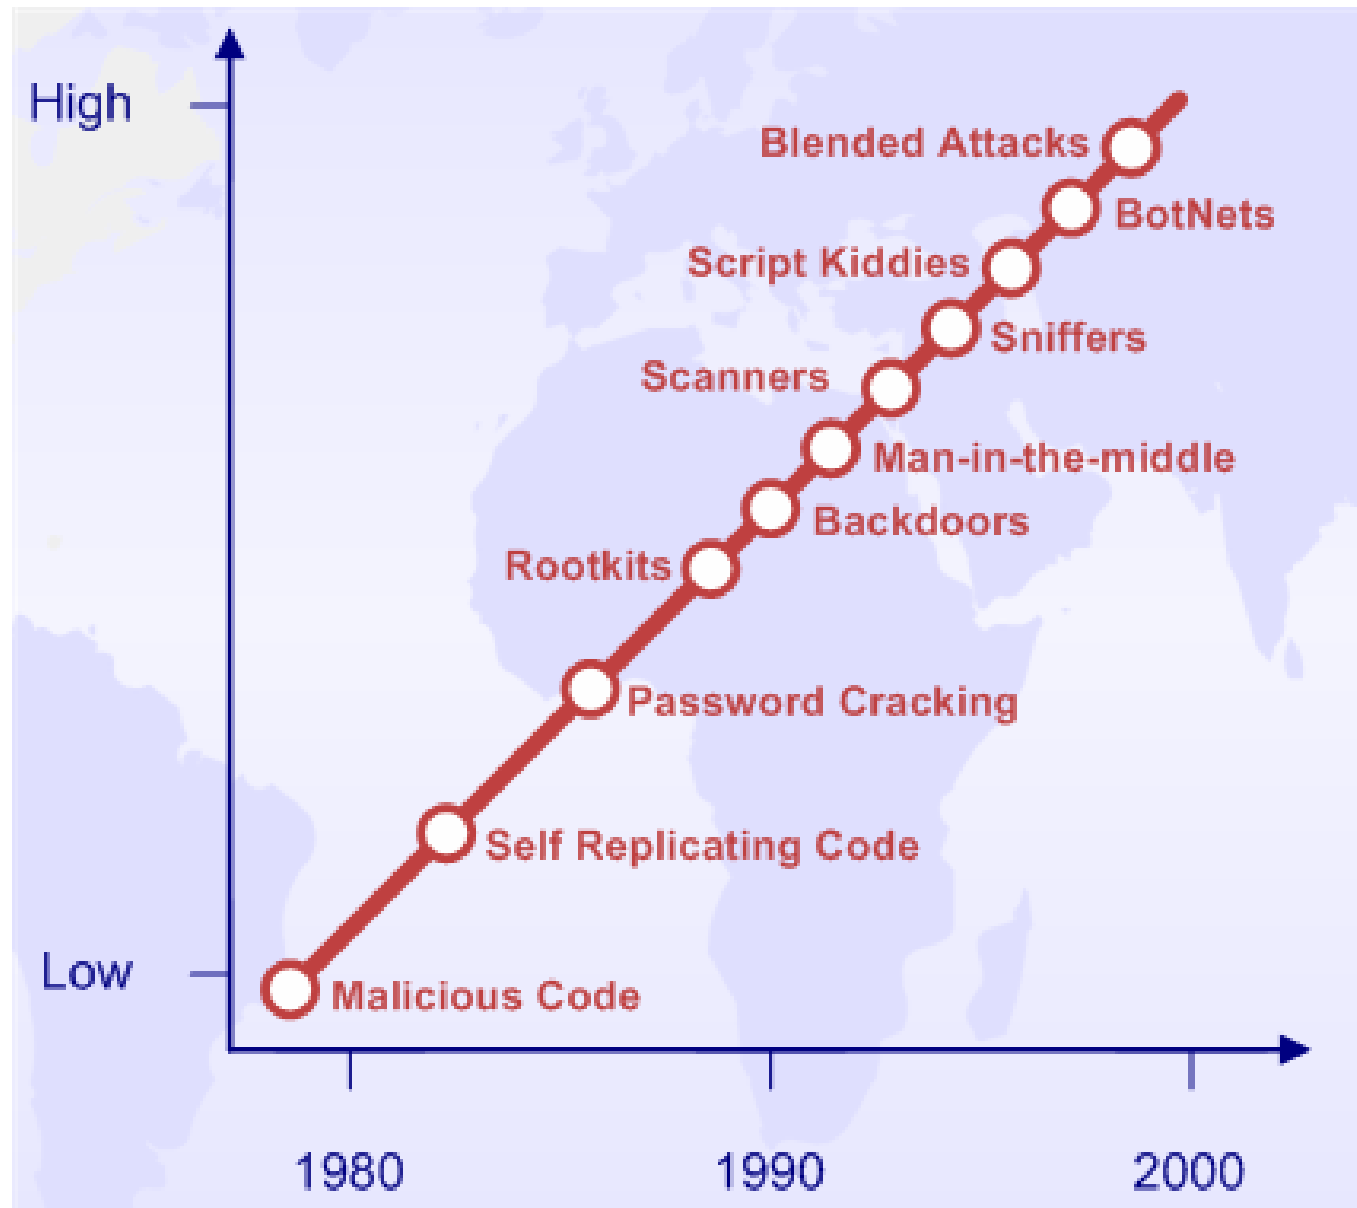 High
Blended Attacks
BotNets
Script Kiddies
Sniffers
Scanners
Man-in-the-middle
Backdoors
Rootkits
Password Cracking
Self Replicating Code
Low
Malicious Code
1980
1990
2000